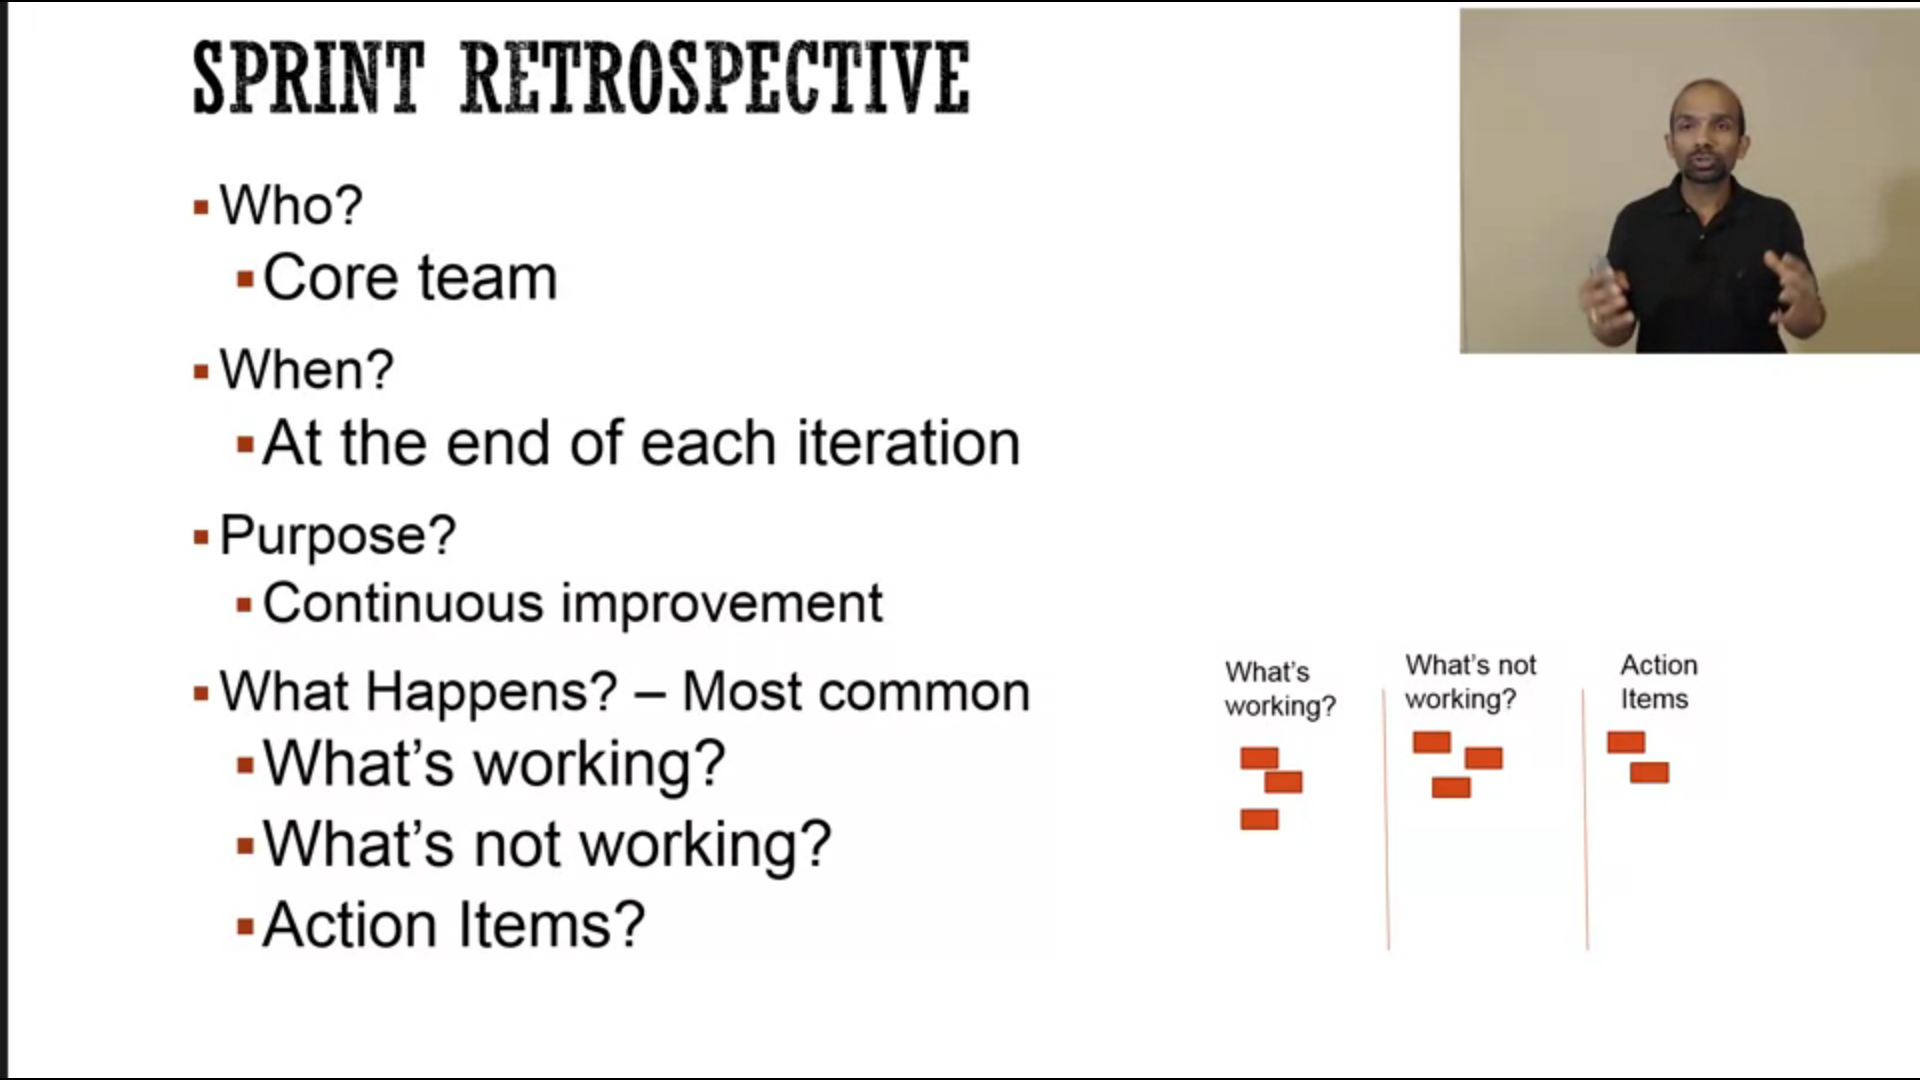 SPRINT RETROSPECTIVE
Who?
Core team
When?
At the end of each iteration
Purpose?
Continuous improvement
What Happens? – Most common
What's working?
What's not working?
Action Items?
What's
working?
What's not
working?
Action
Items